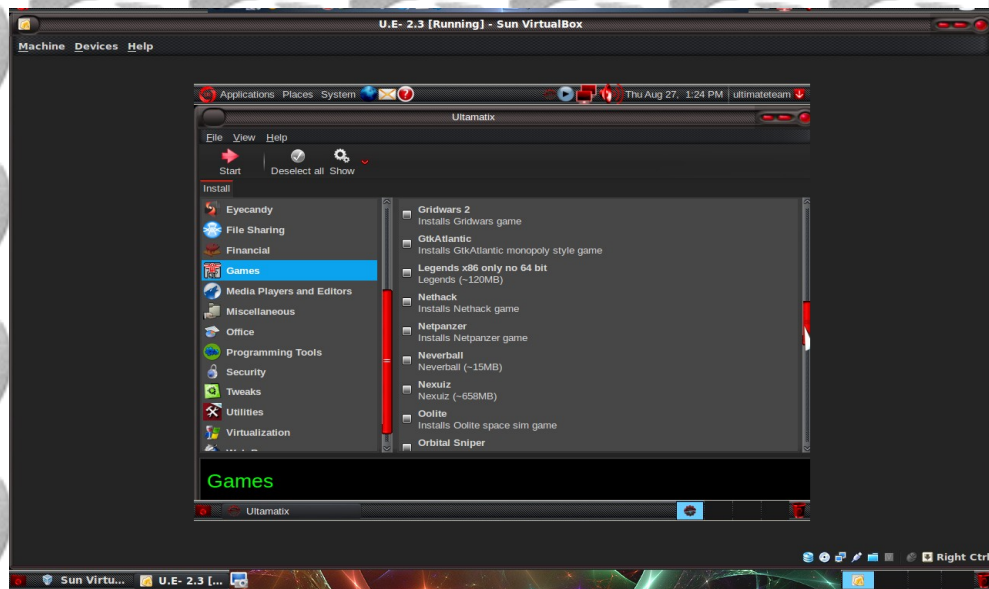 U.E- 2.3 [Running] - Sun VirtualBox
Machine Devices Help
Applications Places System
Thu Aug 27, 1:24 PM ultimateteam
Ultamatix
File View Help
Start Deselect all Show
Install
Eyecandy
File Sharing
Financial
Games
Media Players and Editors
Miscellaneous
Office
Programming Tools
Security
Tweaks
Utilities
Virtualization
Gridwars 2
Installs Gridwars game
GtkAtlantic
Installs GtkAtlantic monopoly style game
Legends x86 only no 64 bit
Legends (~120MB)
Nethack
Installs Nethack game
Netpanzer
Installs Netpanzer game
Neverball
Neverball (~15MB)
Nexuiz
Nexuiz (~658MB)
Oolite
Installs Oolite space sim game
Orbital Sniper
Games
Ultamatix
Right Ctrl
Sun Virtu... U.E- 2.3 [...